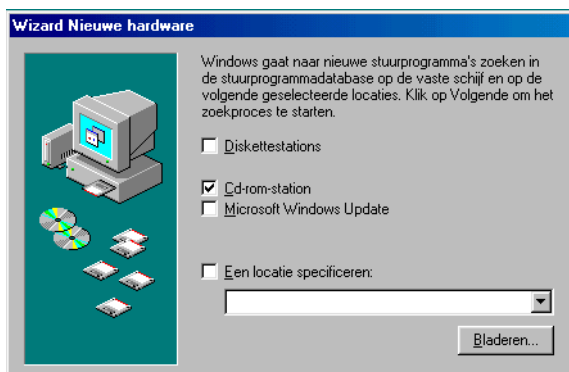 Wizard Nieuwe hardware
Windows gaat naar nieuwe stuurprogramma's zoeken in
de stuurprogrammadatabase op de vaste schijf en op de
volgende geselecteerde locaties. Klik op Volgende om het
zoekproces te starten.
Diskettestations
Cd-rom-station
Microsoft Windows Update
Een locatie specificeren:
Bladeren...